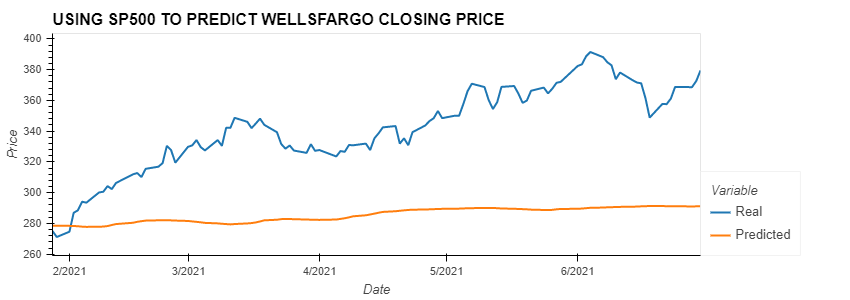 USING SP500 TO PREDICT WELLSFARGO CLOSING PRICE
400
380
360
340
320
300
280
260
Price
2/2021
3/2021
4/2021
5/2021
6/2021
Date
Variable
Real
Predicted